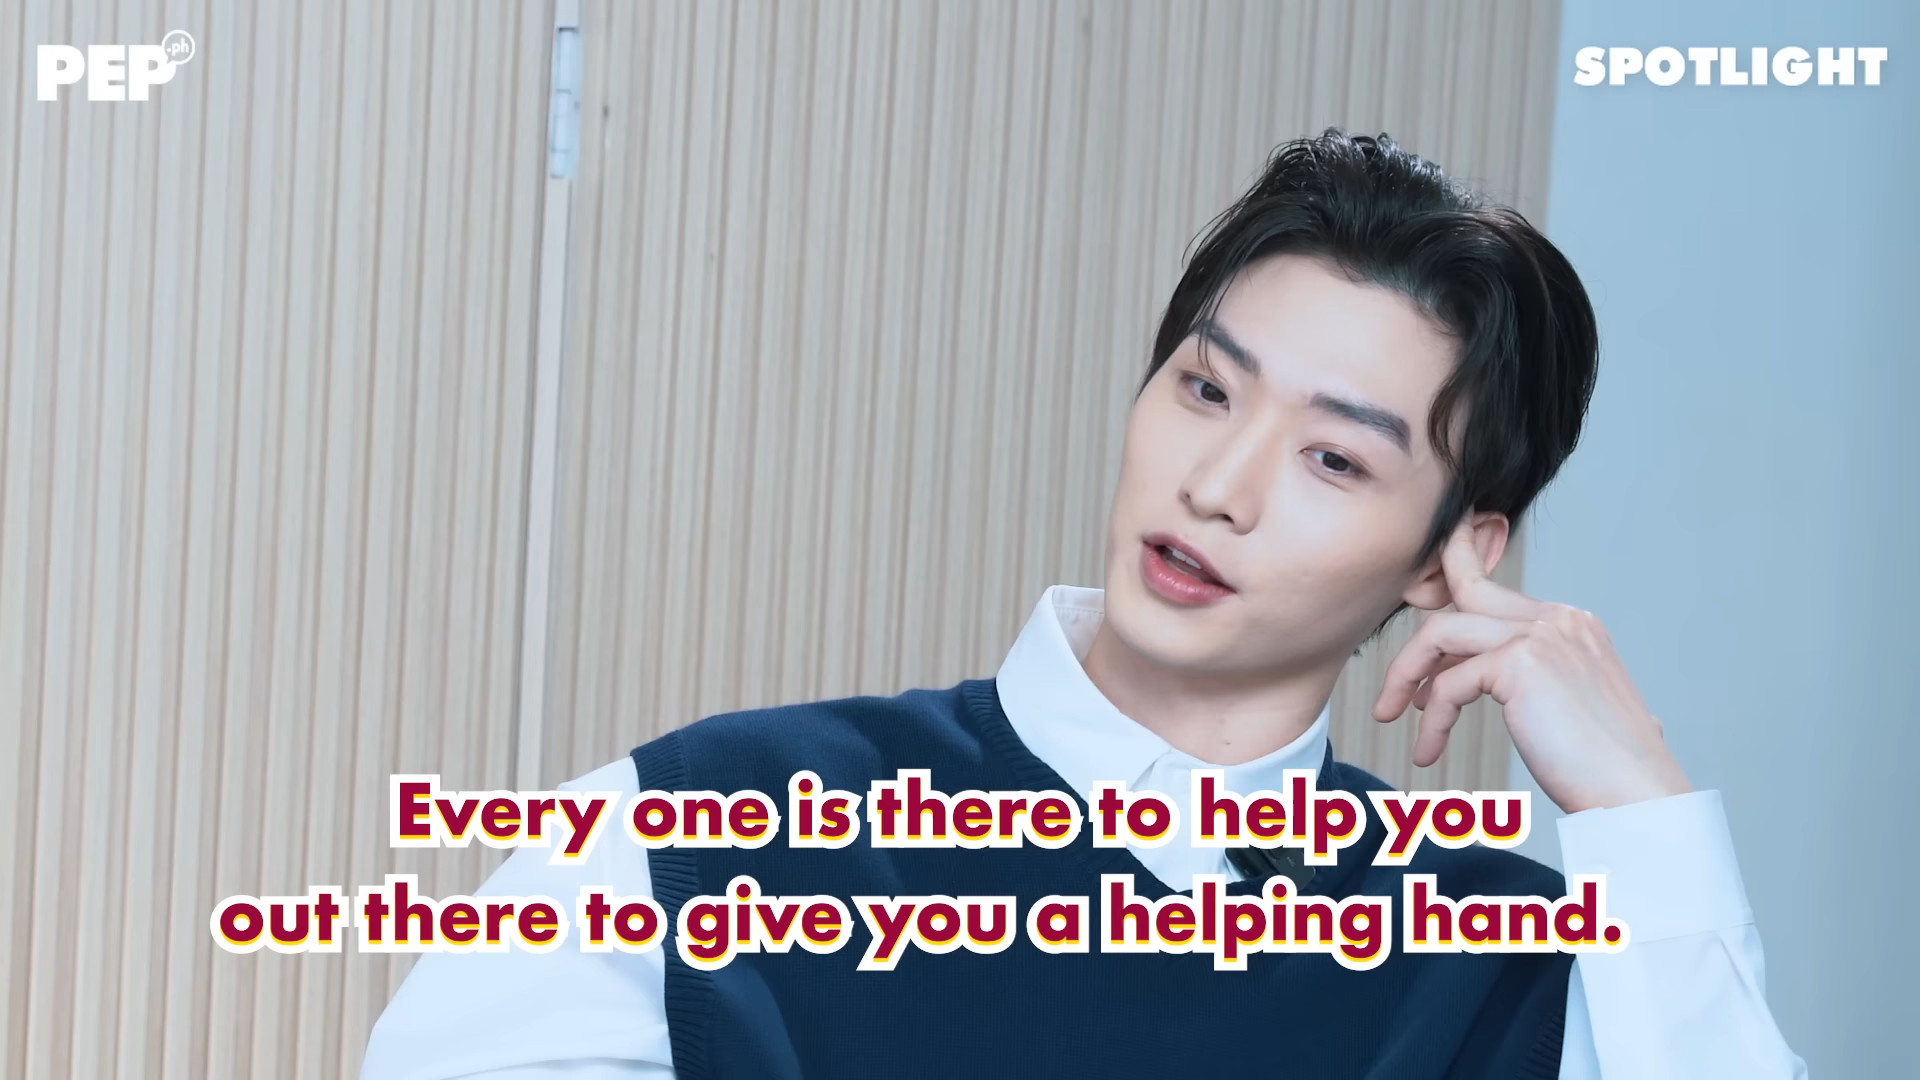 PEP.ph
SPOTLIGHT
Every one is there to help you
out there to give you a helping hand.